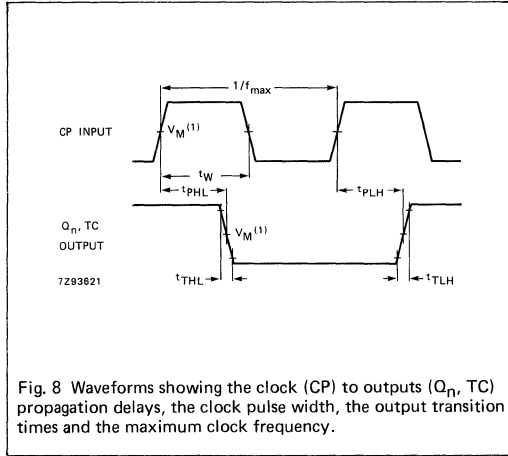 1/fmax
CP INPUT
VM(1)
tW
tPHL
tPLH
Qn, TC
OUTPUT
VM(1)
7Z93621
tTHL
tTLH
Fig. 8 Waveforms showing the clock (CP) to outputs (Qn, TC)
propagation delays, the clock pulse width, the output transition
times and the maximum clock frequency.